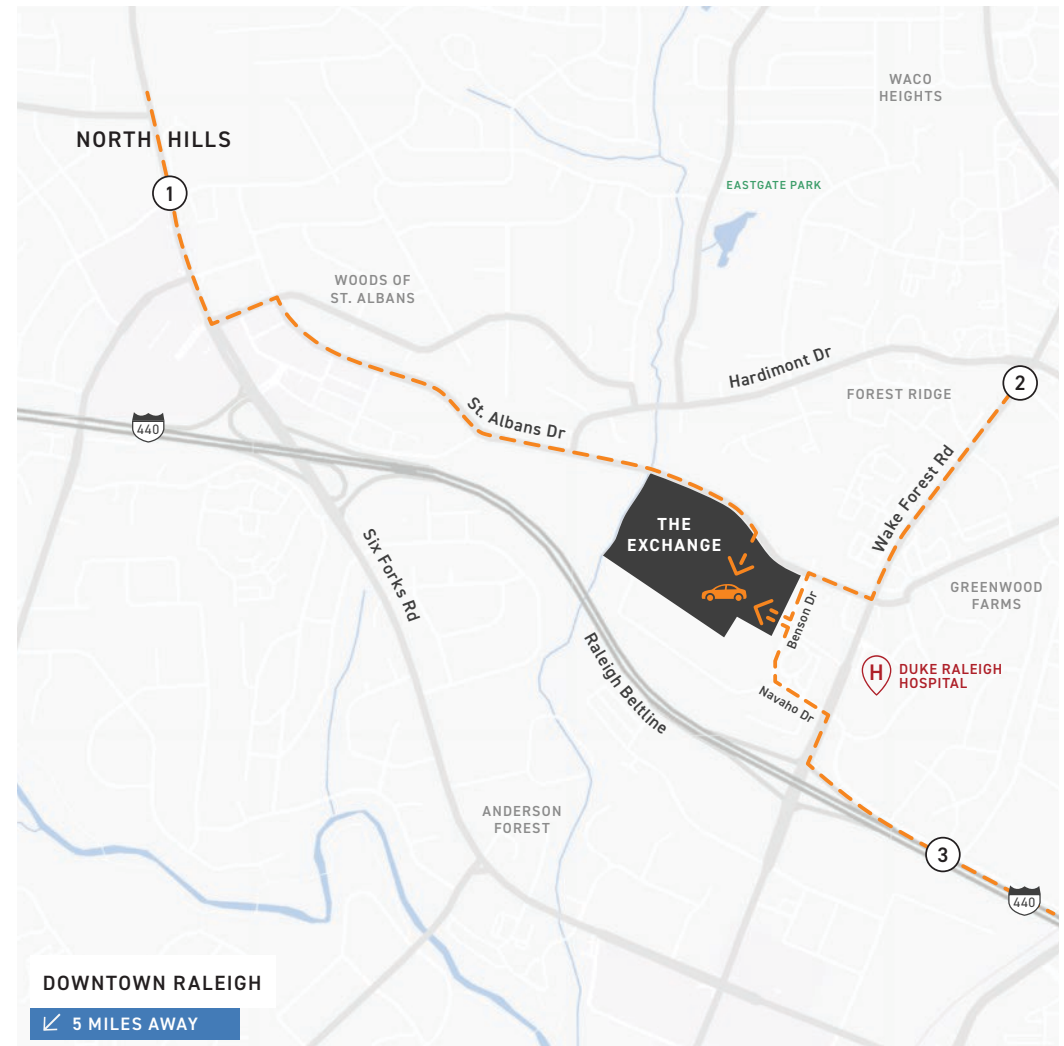 WACO
HEIGHTS
NORTH HILLS
1
EASTGATE PARK
WOODS OF
ST. ALBANS
Hardimont Dr
2
FOREST RIDGE
St. Albans Dr
440
Wake Forest Rd
THE
EXCHANGE
Six Forks Rd
GREENWOOD
FARMS
Benson Dr
Raleigh Beltline
H
DUKE RALEIGH
HOSPITAL
Navaho Dr
ANDERSON
FOREST
3
440
DOWNTOWN RALEIGH
5 MILES AWAY